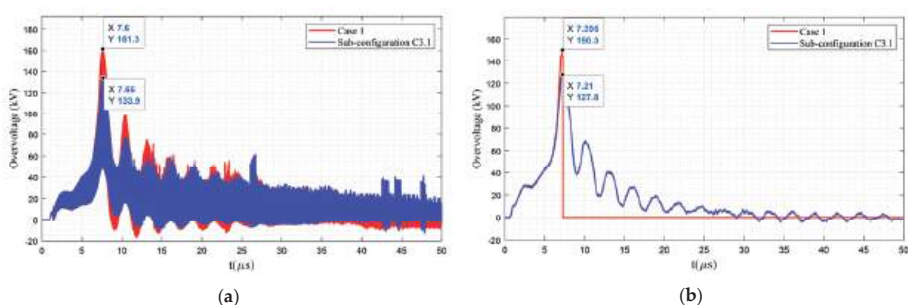 (a)
(b)
180
160
140
120
100
80
60
40
20
0
-20
Overvoltage (kV)
X 7.6
Y 161.3
X 7.65
Y 133.9
Case 1
Sub-configuration C3.1
0 5 10 15 20 25 30 35 40 45 50
t(μs)
(a)
160
140
120
100
80
60
40
20
0
-20
Overvoltage (kV)
X 7.205
Y 150.3
X 7.21
Y 127.8
Case 1
Sub-configuration C3.1
0 5 10 15 20 25 30 35 40 45 50
t(μs)
(b)